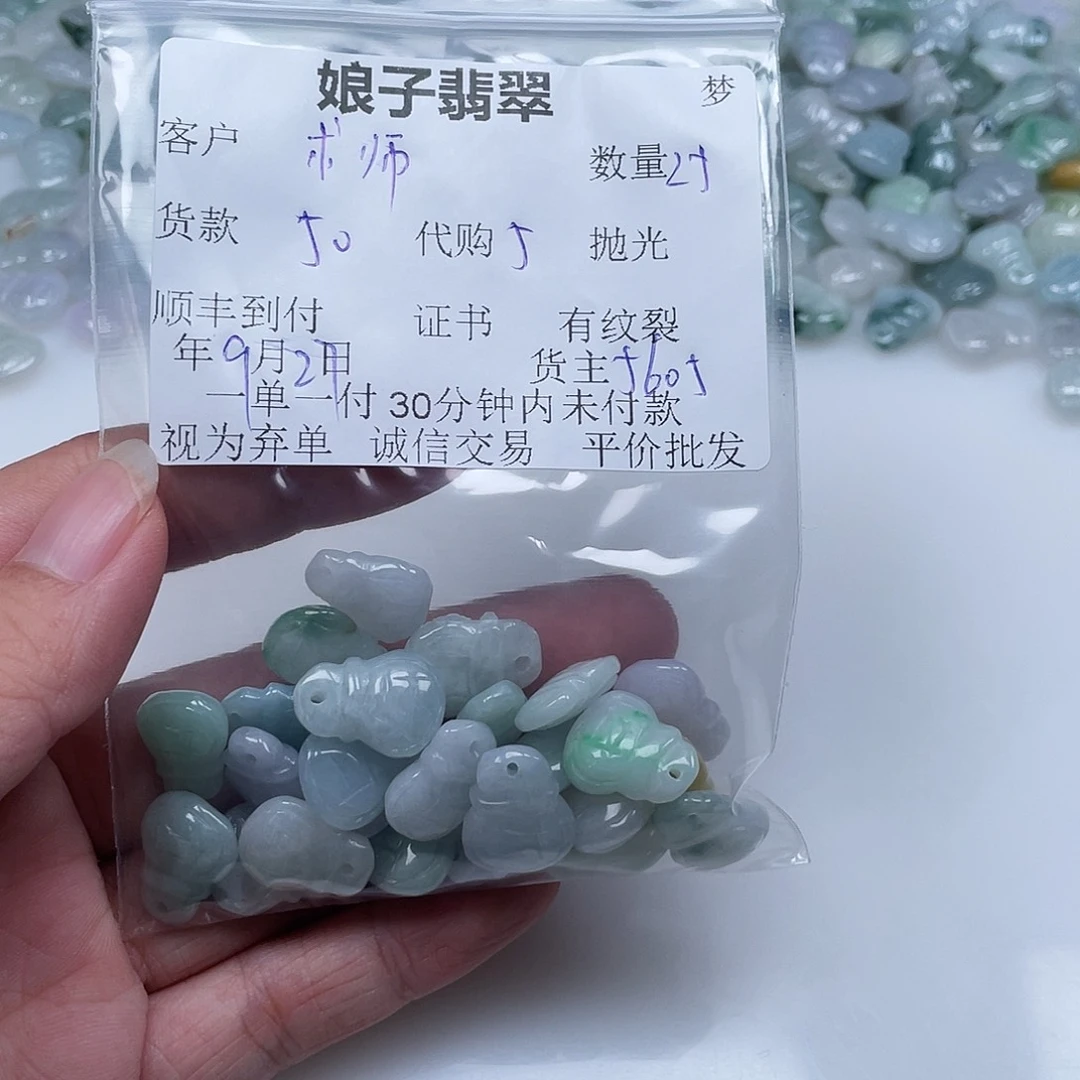 娘子翡翠 梦
客户 师 数量25
货款 50 代购5 抛光
顺丰到付 证书 有纹裂
年9月日 货主5605
一单一付 30分钟内未付款
视为弃单 诚信交易 平价批发